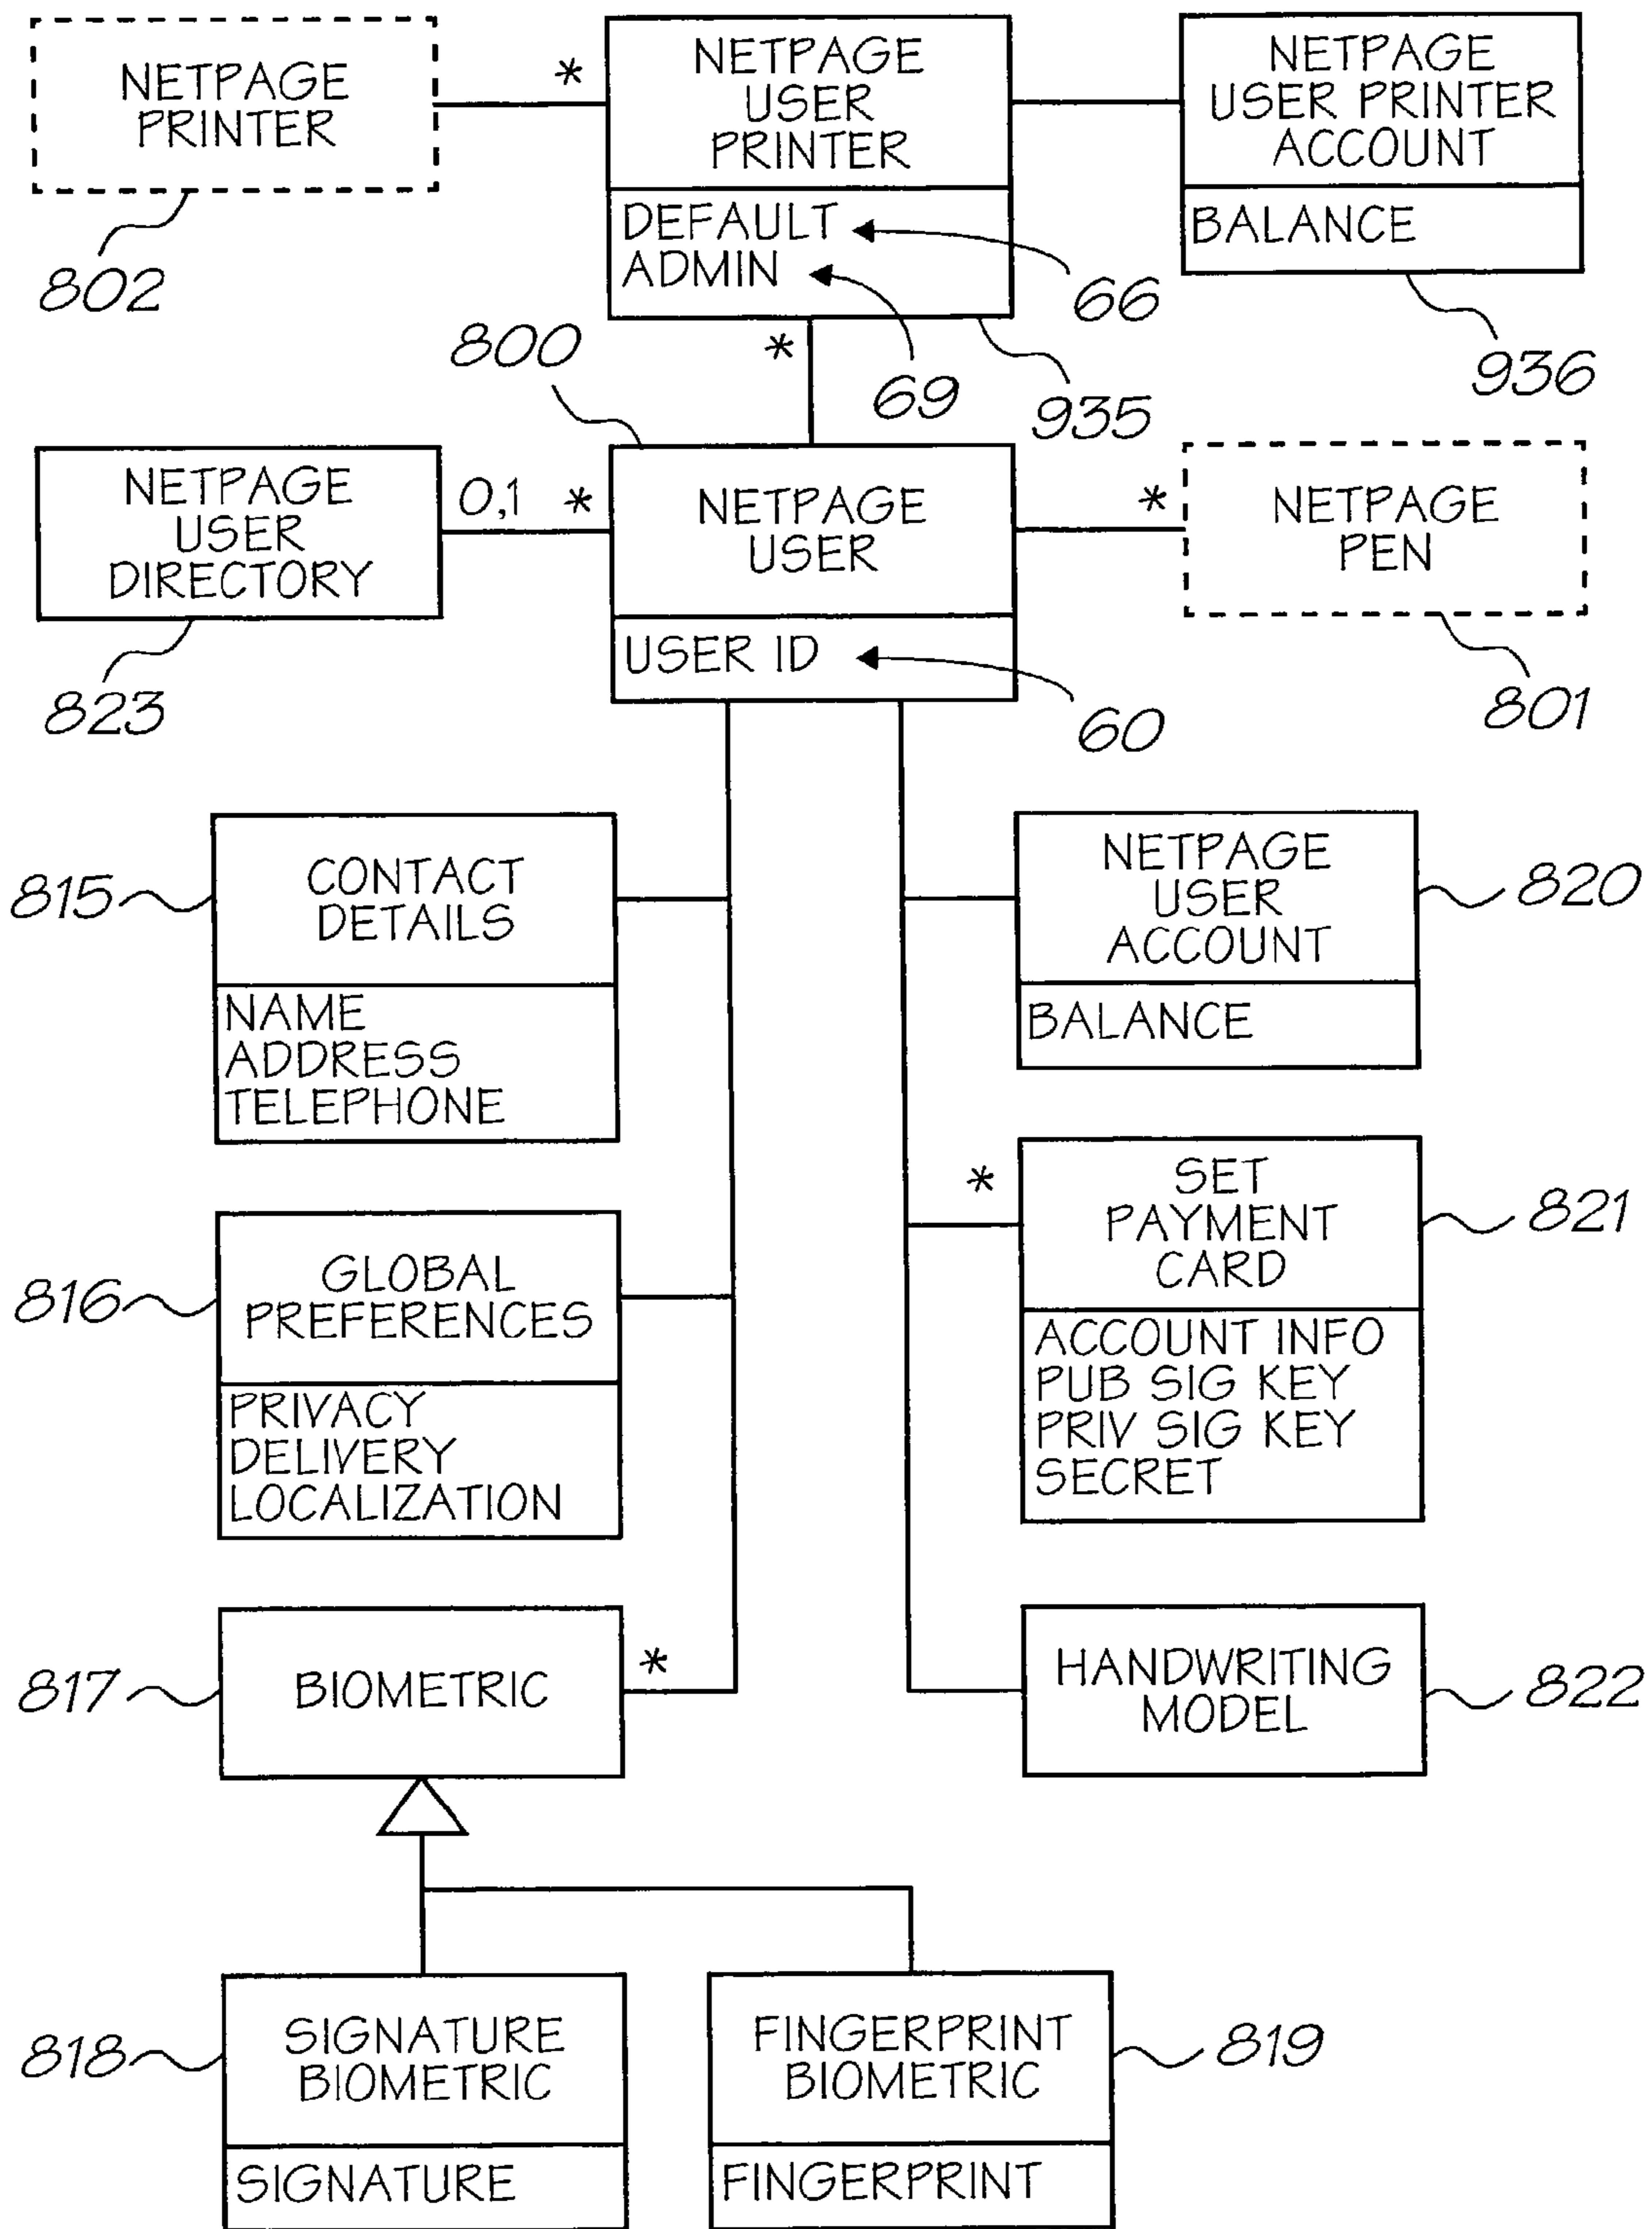 NETPAGE
PRINTER
802
*
NETPAGE
USER
PRINTER
DEFAULT
ADMIN
66
69
935
*
NETPAGE
USER PRINTER
ACCOUNT
BALANCE
936
800
NETPAGE
USER
DIRECTORY
823
0,1 *
NETPAGE
USER
USER ID
60
*
NETPAGE
PEN
801
815
CONTACT
DETAILS
NAME
ADDRESS
TELEPHONE
NETPAGE
USER
ACCOUNT
BALANCE
820
816
GLOBAL
PREFERENCES
PRIVACY
DELIVERY
LOCALIZATION
*
SET
PAYMENT
CARD
ACCOUNT INFO
PUB SIG KEY
PRIV SIG KEY
SECRET
821
817
BIOMETRIC
*
HANDWRITING
MODEL
822
818
SIGNATURE
BIOMETRIC
SIGNATURE
FINGERPRINT
BIOMETRIC
FINGERPRINT
819